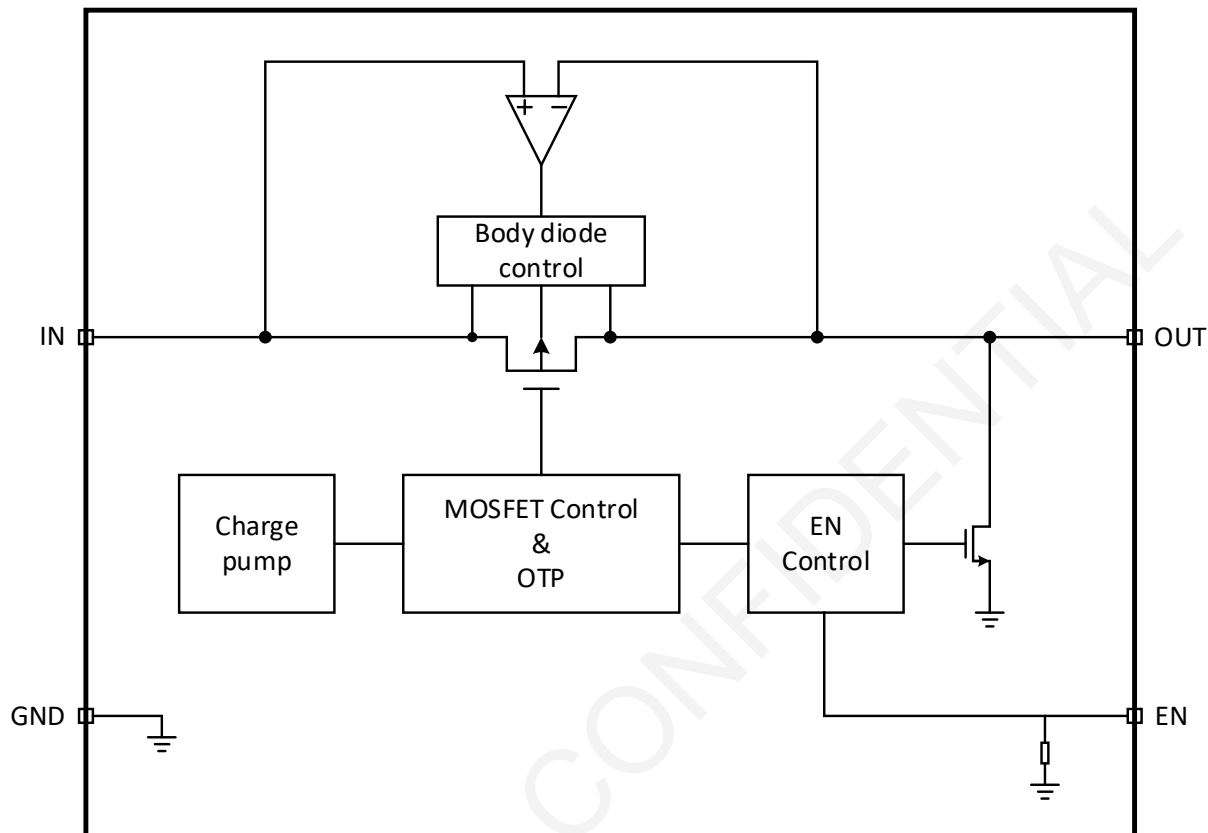 + −
Body diode
control
IN
OUT
Charge
pump
MOSFET Control
&
OTP
EN
Control
GND
EN
CONFIDENTIAL